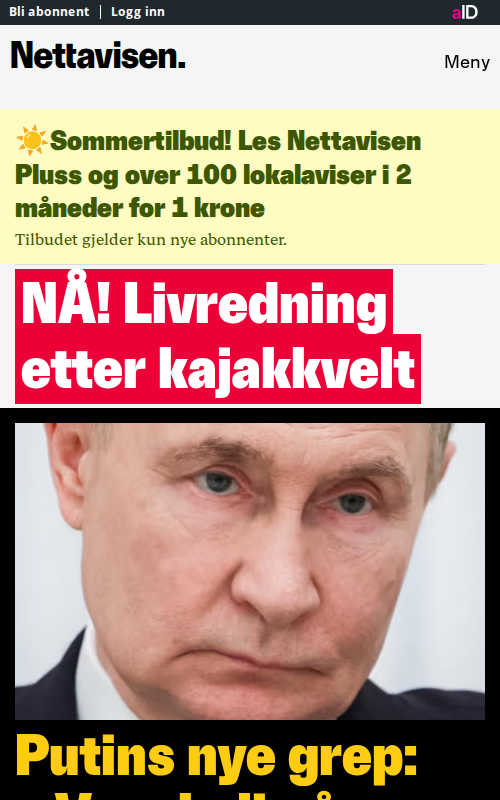 Bli abonnent Logg inn aID
Nettavisen.
Meny
☀️Sommertilbud! Les Nettavisen
Pluss og over 100 lokalaviser i 2
måneder for 1 krone
Tilbudet gjelder kun nye abonnenter.
NÅ! Livredning
etter kajakkvelt
Putins nye grep: